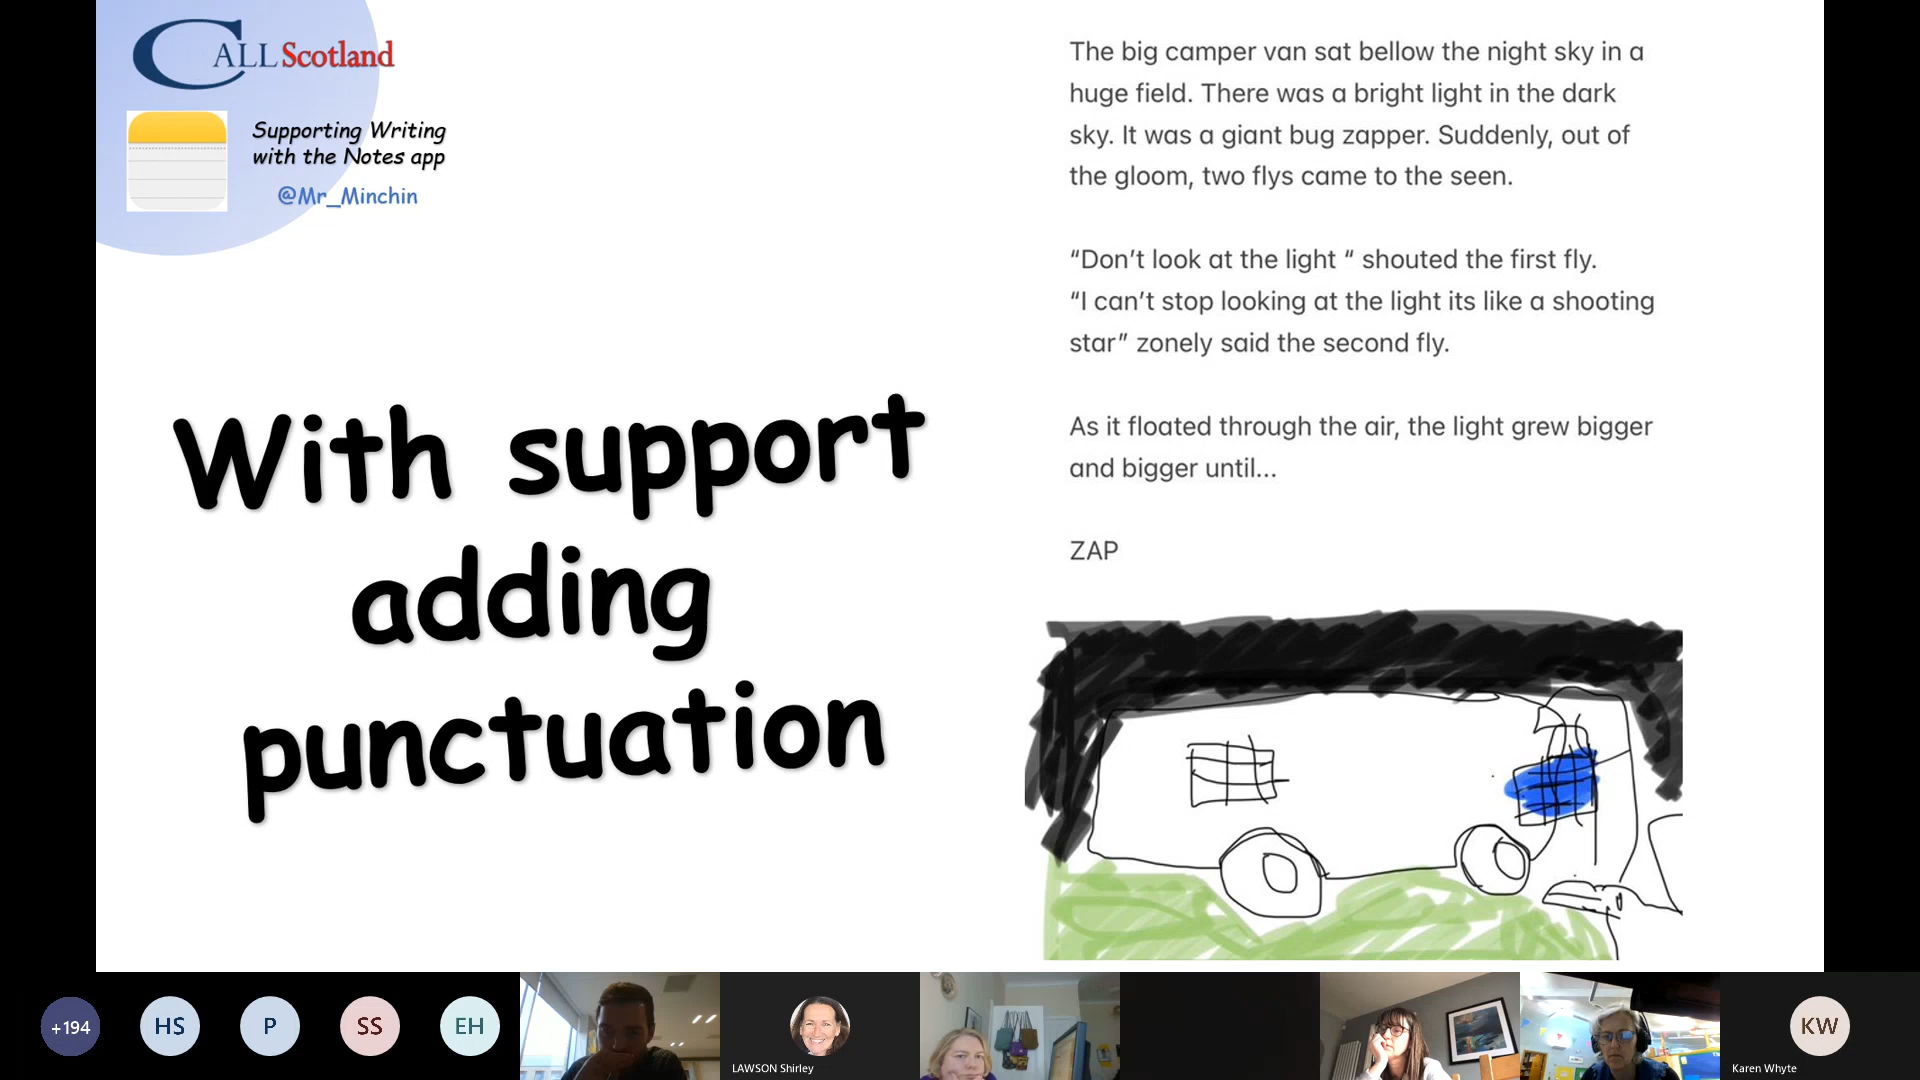 CALL Scotland
Supporting Writing
with the Notes app
@Mr_Minchin
With support
adding
punctuation
The big camper van sat bellow the night sky in a
huge field. There was a bright light in the dark
sky. It was a giant bug zapper. Suddenly, out of
the gloom, two flys came to the seen.
“Don’t look at the light “ shouted the first fly.
“I can’t stop looking at the light its like a shooting
star” zonely said the second fly.
As it floated through the air, the light grew bigger
and bigger until...
ZAP
+194
HS
P
SS
EH
LAWSON Shirley
KW
Karen Whyte